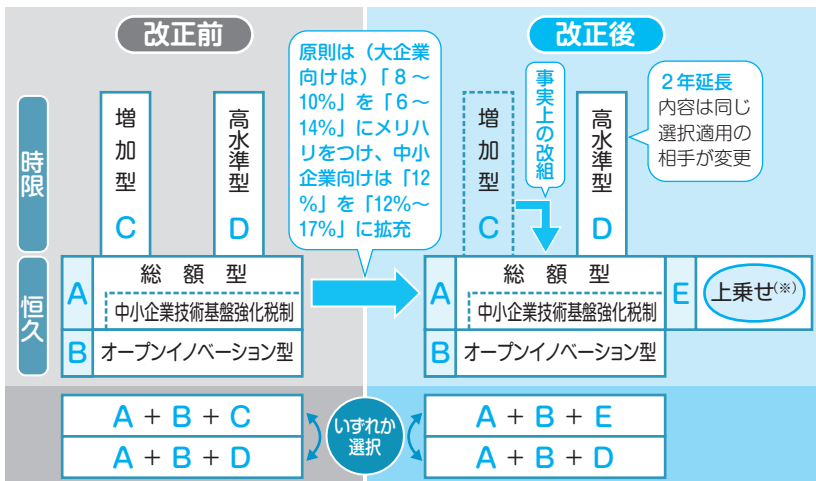 改正前
時限
恒久
増加型
C
高水準型
D
A
総額型
中小企業技術基盤強化税制
B
オープンイノベーション型
A + B + C
A + B + D
原則は（大企業
向けは）「８～
10%」を「６～
14%」にメリハ
リをつけ、中小
企業向けは「12
%」を「12%～
17%」に拡充
いずれか
選択
改正後
増加型
C
事実上の改組
高水準型
D
２年延長
内容は同じ
選択適用の
相手が変更
A
総額型
中小企業技術基盤強化税制
B
オープンイノベーション型
E
上乗せ(※)
A + B + E
A + B + D